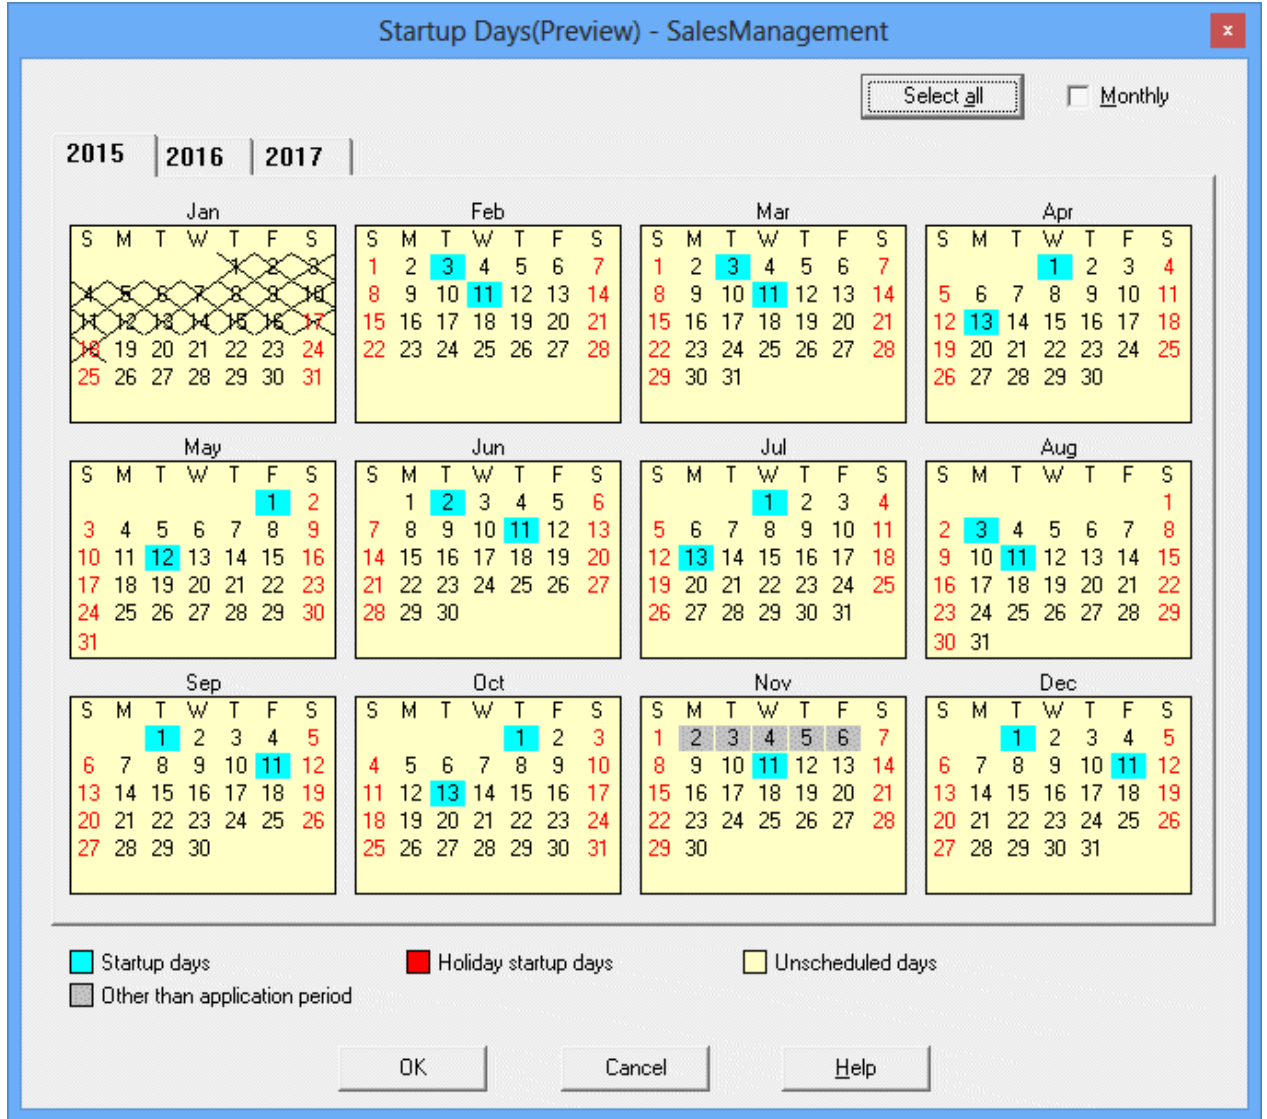 Startup Days(Preview) - SalesManagement
x
Select all
Monthly
2015 2016 2017
Jan Feb Mar Apr
S M T W T F S S M T W T F S S M T W T F S S M T W T F S
1 2 3 1 2 3 4 5 6 7 1 2 3 4 5 6 7 1 2 3 4
4 5 6 7 8 9 10 8 9 10 11 12 13 14 8 9 10 11 12 13 14 5 6 7 8 9 10 11
11 12 13 14 15 16 17 15 16 17 18 19 20 21 15 16 17 18 19 20 21 12 13 14 15 16 17 18
18 19 20 21 22 23 24 22 23 24 25 26 27 28 22 23 24 25 26 27 28 19 20 21 22 23 24 25
25 26 27 28 29 30 31 29 30 31 26 27 28 29 30
May Jun Jul Aug
S M T W T F S S M T W T F S S M T W T F S S M T W T F S
1 2 1 2 3 4 5 6 1 2 3 4 1
3 4 5 6 7 8 9 7 8 9 10 11 12 13 5 6 7 8 9 10 11 2 3 4 5 6 7 8
10 11 12 13 14 15 16 14 15 16 17 18 19 20 12 13 14 15 16 17 18 9 10 11 12 13 14 15
17 18 19 20 21 22 23 21 22 23 24 25 26 27 19 20 21 22 23 24 25 16 17 18 19 20 21 22
24 25 26 27 28 29 30 28 29 30 26 27 28 29 30 31 23 24 25 26 27 28 29
31 30 31
Sep Oct Nov Dec
S M T W T F S S M T W T F S S M T W T F S S M T W T F S
1 2 3 4 5 1 2 3 1 2 3 4 5 6 7 1 2 3 4 5
6 7 8 9 10 11 12 4 5 6 7 8 9 10 8 9 10 11 12 13 14 6 7 8 9 10 11 12
13 14 15 16 17 18 19 11 12 13 14 15 16 17 15 16 17 18 19 20 21 13 14 15 16 17 18 19
20 21 22 23 24 25 26 18 19 20 21 22 23 24 22 23 24 25 26 27 28 20 21 22 23 24 25 26
27 28 29 30 25 26 27 28 29 30 31 29 30 27 28 29 30 31
Startup days Holiday startup days Unscheduled days
Other than application period
OK Cancel Help